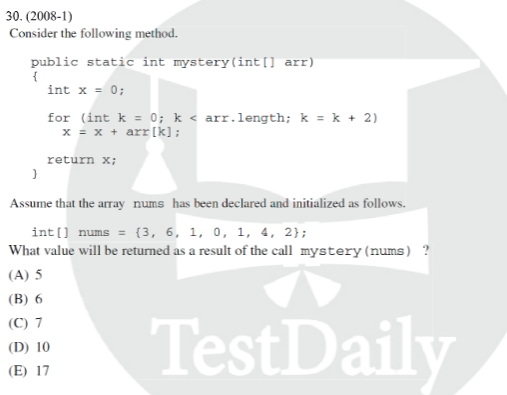 30. (2008-1)
Consider the following method.
public static int mystery(int[] arr)
{
int x = 0;
for (int k = 0; k < arr.length; k = k + 2)
x = x + arr[k];
return x;
}
Assume that the array nums has been declared and initialized as follows.
int[] nums = {3, 6, 1, 0, 1, 4, 2};
What value will be returned as a result of the call mystery(nums) ?
(A) 5
(B) 6
(C) 7
(D) 10
(E) 17
TestDaily